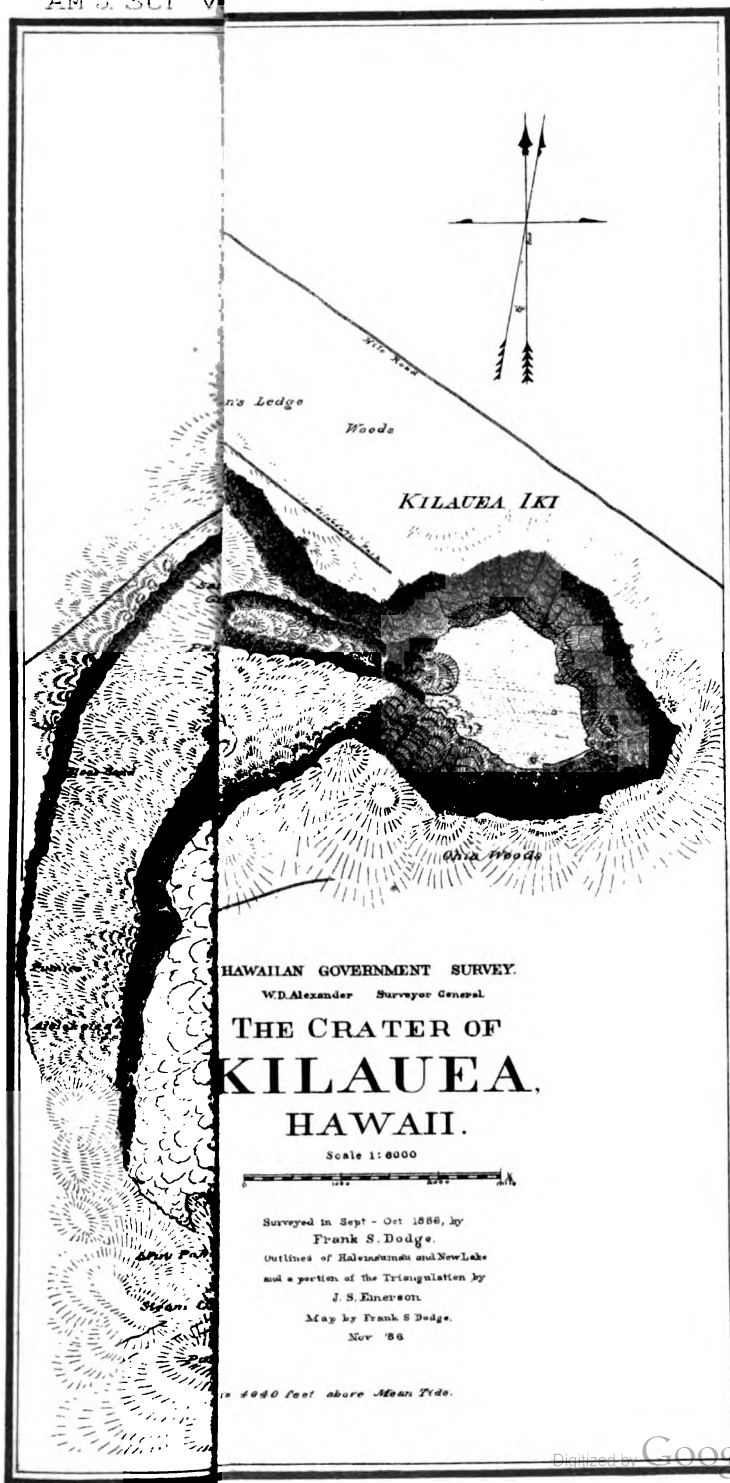 AM J. SCI V
Hilo Road
n's Ledge
Woods
KILAUEA IKI
Ohia Woods
HAWAIIAN GOVERNMENT SURVEY.
W.D. Alexander Surveyor General
THE CRATER OF
KILAUEA,
HAWAII.
Scale 1:6000
Surveyed in Sept - Oct 1886, by
Frank S. Dodge.
Outlines of Halemaumau and New Lake
and a portion of the Triangulation by
J. S. Emerson.
Map by Frank S Dodge.
Nov '86
is 4040 feet above Mean Tide.
Digitized by Goog